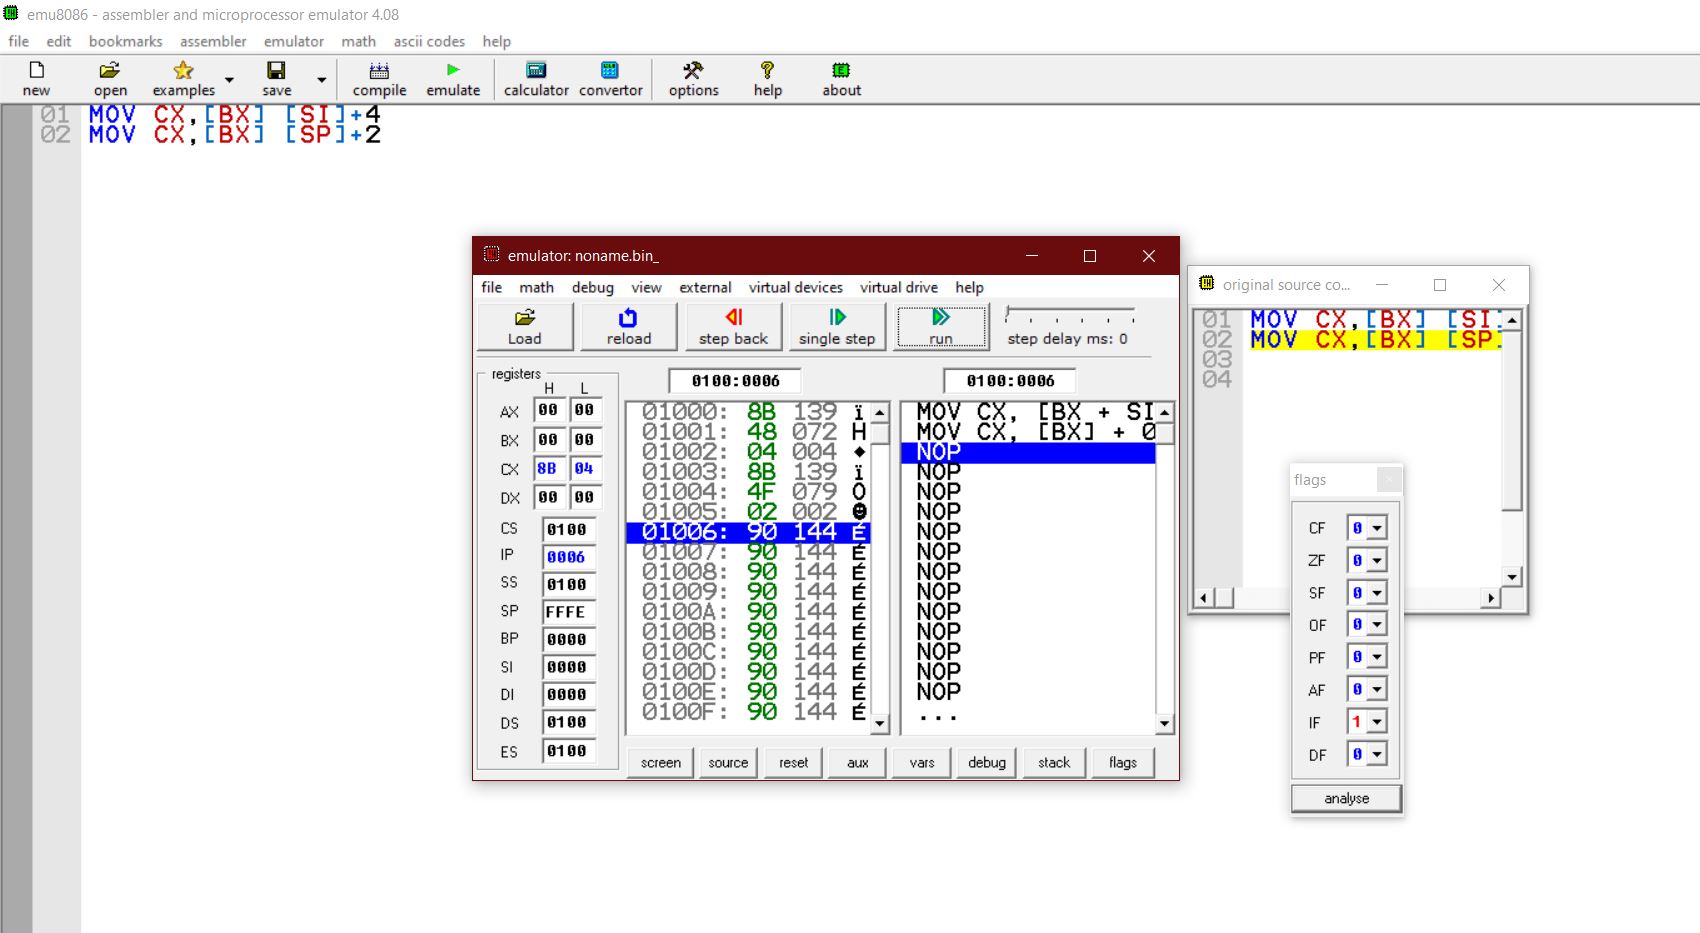 emu8086 - assembler and microprocessor emulator 4.08
file edit bookmarks assembler emulator math ascii codes help
new open examples save compile emulate calculator convertor options help about
01 MOV CX,[BX] [SI]+4
02 MOV CX,[BX] [SP]+2
emulator: noname.bin_
file math debug view external virtual devices virtual drive help
Load reload step back single step run step delay ms: 0
registers
H L
AX 00 00
BX 00 00
CX 8B 04
DX 00 00
CS 0100
IP 0006
SS 0100
SP FFFE
BP 0000
SI 0000
DI 0000
DS 0100
ES 0100
0100:0006
01000: 8B 139 ï
01001: 48 072 H
01002: 04 004 ♦
01003: 8B 139 ï
01004: 4F 079 O
01005: 02 002 ☻
01006: 90 144 É
01007: 90 144 É
01008: 90 144 É
01009: 90 144 É
0100A: 90 144 É
0100B: 90 144 É
0100C: 90 144 É
0100D: 90 144 É
0100E: 90 144 É
0100F: 90 144 É
0100:0006
MOV CX, [BX + SI
MOV CX, [BX] + 0
NOP
NOP
NOP
NOP
NOP
NOP
NOP
NOP
NOP
NOP
NOP
NOP
NOP
...
screen source reset aux vars debug stack flags
original source co...
01 MOV CX,[BX] [SI]
02 MOV CX,[BX] [SP]
03
04
flags
CF 0
ZF 0
SF 0
OF 0
PF 0
AF 0
IF 1
DF 0
analyse